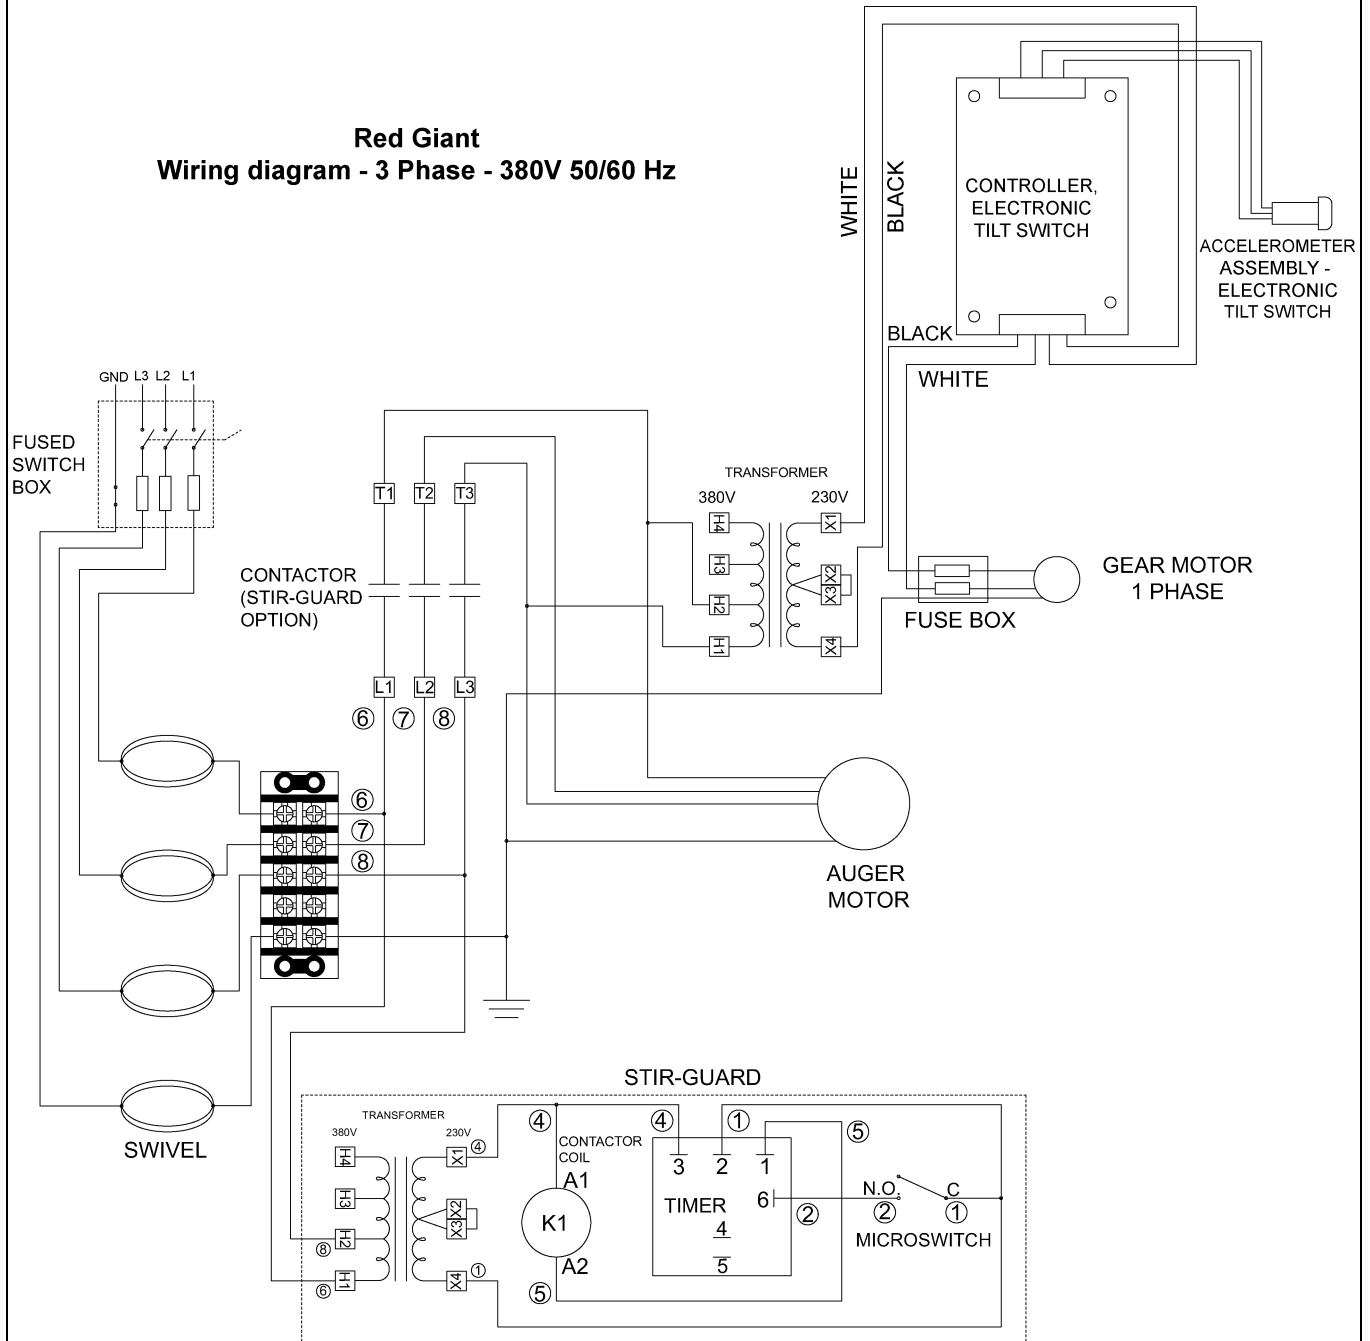 Red Giant
Wiring diagram - 3 Phase - 380V 50/60 Hz
WHITE
BLACK
CONTROLLER,
ELECTRONIC
TILT SWITCH
ACCELEROMETER
ASSEMBLY -
ELECTRONIC
TILT SWITCH
BLACK
WHITE
GND L3 L2 L1
FUSED
SWITCH
BOX
T1 T2 T3
CONTACTOR
(STIR-GUARD
OPTION)
L1 L2 L3
6 7 8
TRANSFORMER
380V 230V
H4 X1
H3 X2
H2 X3
H1 X4
GEAR MOTOR
1 PHASE
FUSE BOX
6
7
8
AUGER
MOTOR
SWIVEL
STIR-GUARD
TRANSFORMER
380V 230V
H4 X1 4
H3 X2
H2 X3
8
H1 X4 1
6
4
CONTACTOR
COIL
A1
K1
A2
5
4 1 5
3 2 1
TIMER 6
4
5
2
N.O. C
2 1
MICROSWITCH